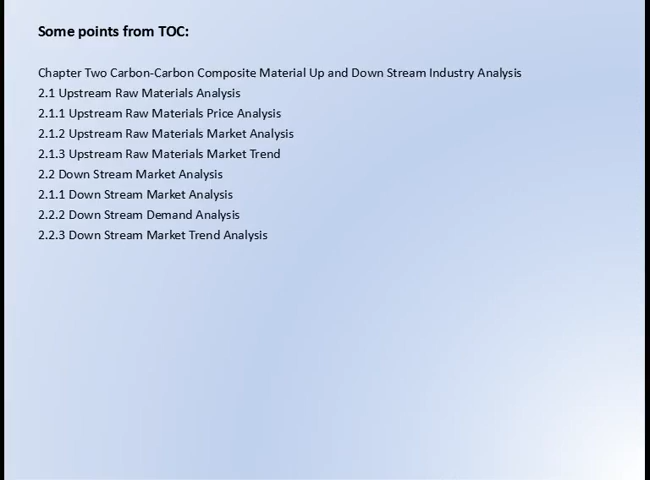 Some points from TOC:
Chapter Two Carbon-Carbon Composite Material Up and Down Stream Industry Analysis
2.1 Upstream Raw Materials Analysis
2.1.1 Upstream Raw Materials Price Analysis
2.1.2 Upstream Raw Materials Market Analysis
2.1.3 Upstream Raw Materials Market Trend
2.2 Down Stream Market Analysis
2.1.1 Down Stream Market Analysis
2.2.2 Down Stream Demand Analysis
2.2.3 Down Stream Market Trend Analysis